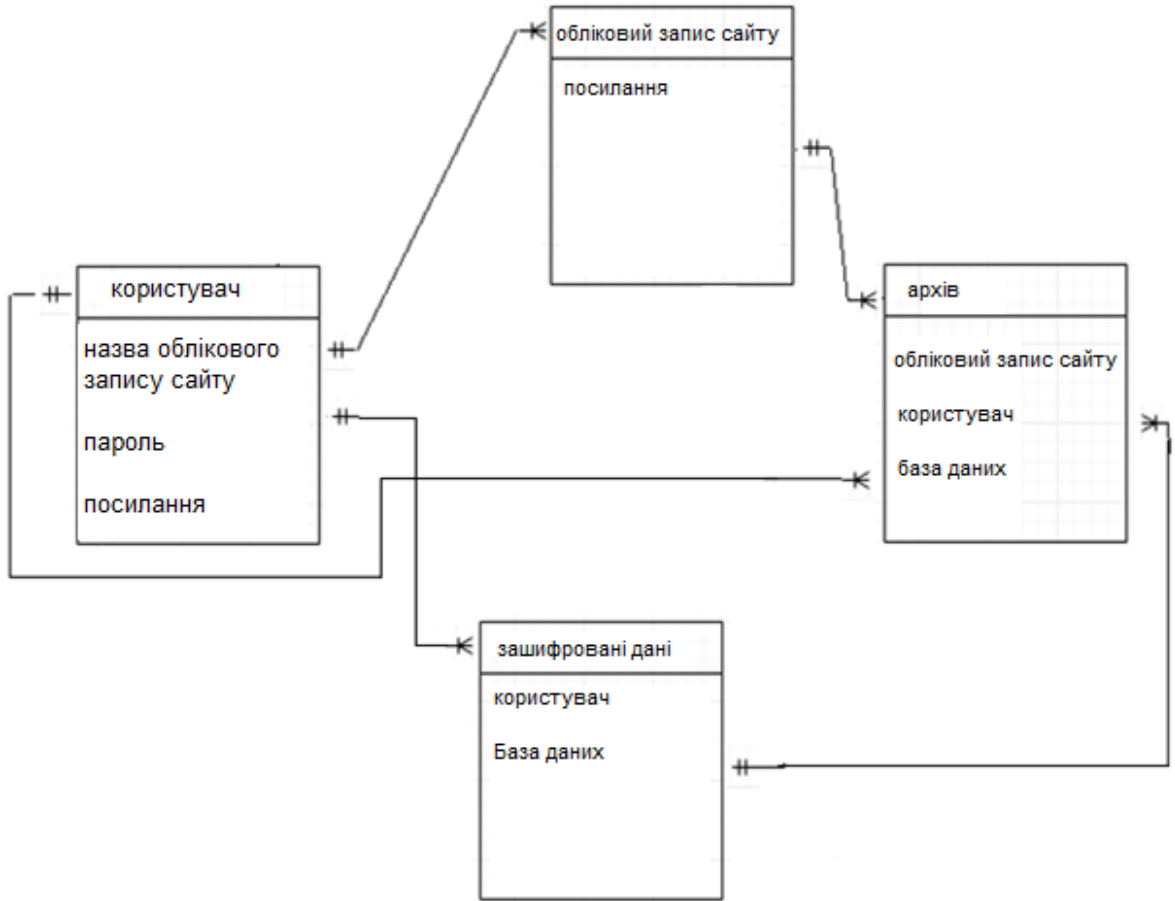 обліковий запис сайту
посилання
користувач
назва облікового
запису сайту
пароль
посилання
архів
обліковий запис сайту
користувач
база даних
зашифровані дані
користувач
База даних